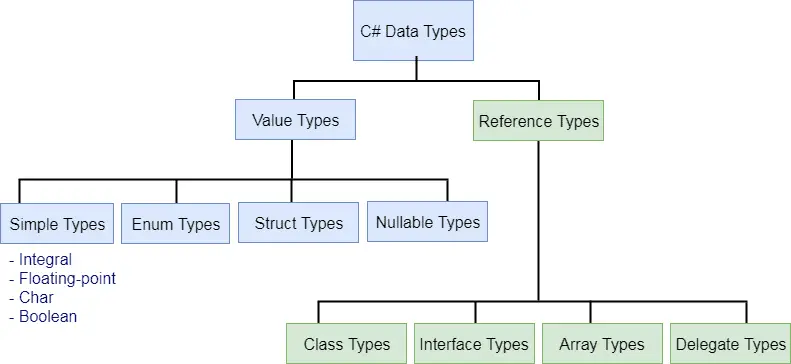 C# Data Types
Value Types
Reference Types
Simple Types
Enum Types
Struct Types
Nullable Types
- Integral
- Floating-point
- Char
- Boolean
Class Types
Interface Types
Array Types
Delegate Types